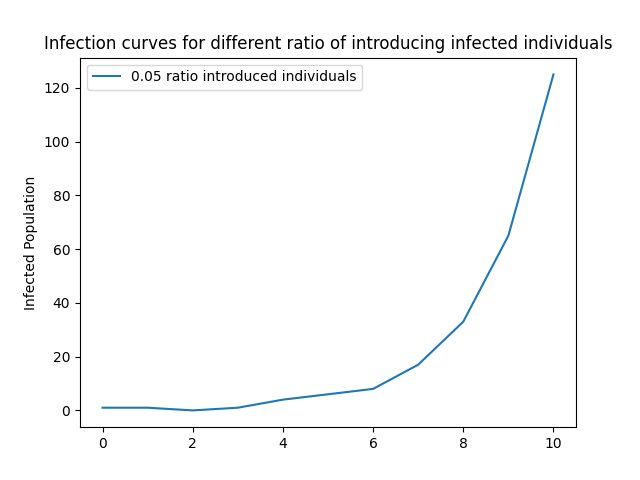 Infection curves for different ratio of introducing infected individuals
0.05 ratio introduced individuals
Infected Population
120
100
80
60
40
20
0
0 2 4 6 8 10